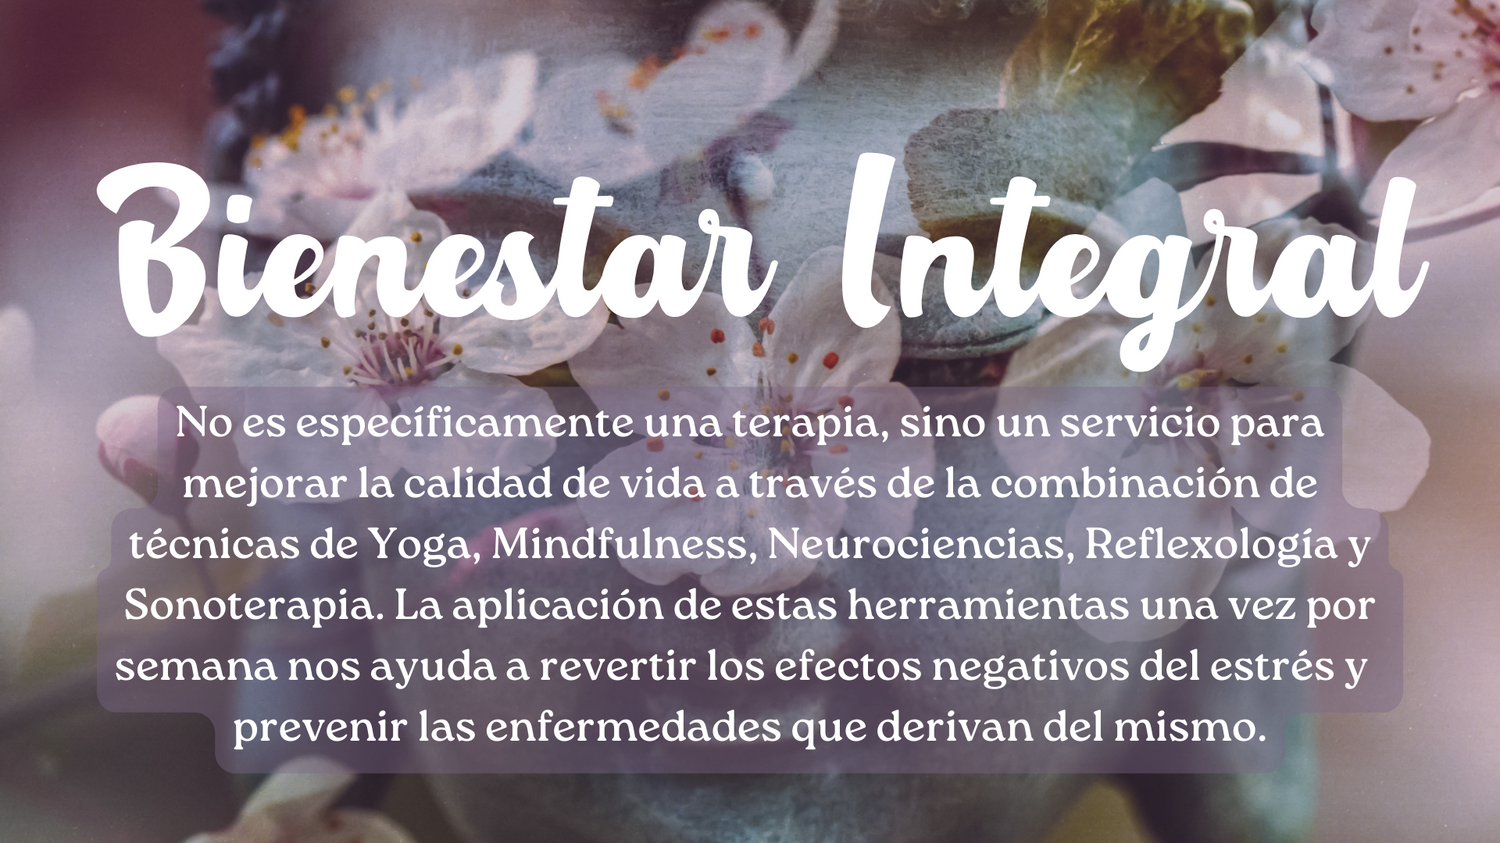 Bienestar Integral
No es específicamente una terapia, sino un servicio para
mejorar la calidad de vida a través de la combinación de
técnicas de Yoga, Mindfulness, Neurociencias, Reflexología y
Sonoterapia. La aplicación de estas herramientas una vez por
semana nos ayuda a revertir los efectos negativos del estrés y
prevenir las enfermedades que derivan del mismo.